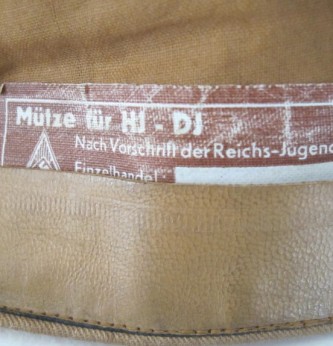 Mütze für HJ - DJ
Nach Vorschrift der Reichs-Jugend
Einzelhandel